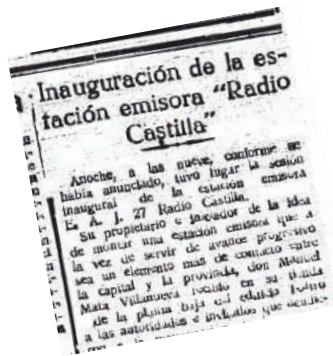 Inauguración de la es-
tación emisora "Radio
Castilla"
Anoche, a las nueve, conforme se
había anunciado, tuvo lugar la sesión
inaugural de la estación emisora
E. A. J. 27 Radio Castilla.
Su propietario e iniciador de la idea
de montar una estación emisora que a
la vez de servir de avance progresivo
sea un elemento más de contacto entre
la capital y la provincia, don Manuel
Mata Villanueva recibió en su tienda
de la planta baja del edificio Teatro
a las autoridades e invitados que